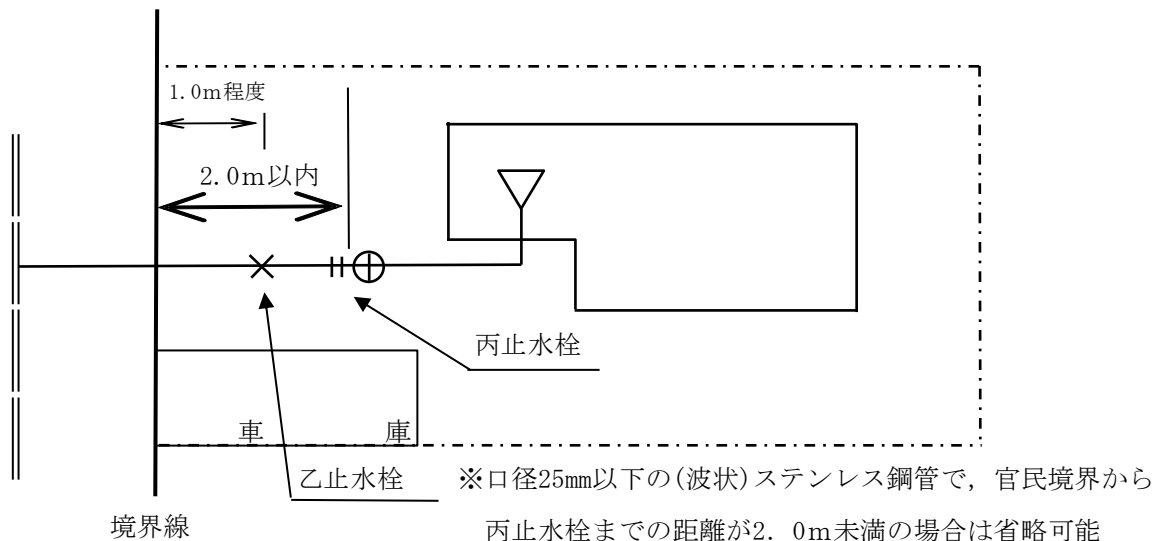 1.0m程度
2.0m以内
丙止水栓
車　　　庫
乙止水栓
※口径25mm以下の(波状)ステンレス鋼管で，官民境界から
丙止水栓までの距離が2．0m未満の場合は省略可能
境界線